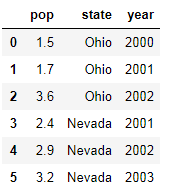 pop state year
0 1.5 Ohio 2000
1 1.7 Ohio 2001
2 3.6 Ohio 2002
3 2.4 Nevada 2001
4 2.9 Nevada 2002
5 3.2 Nevada 2003